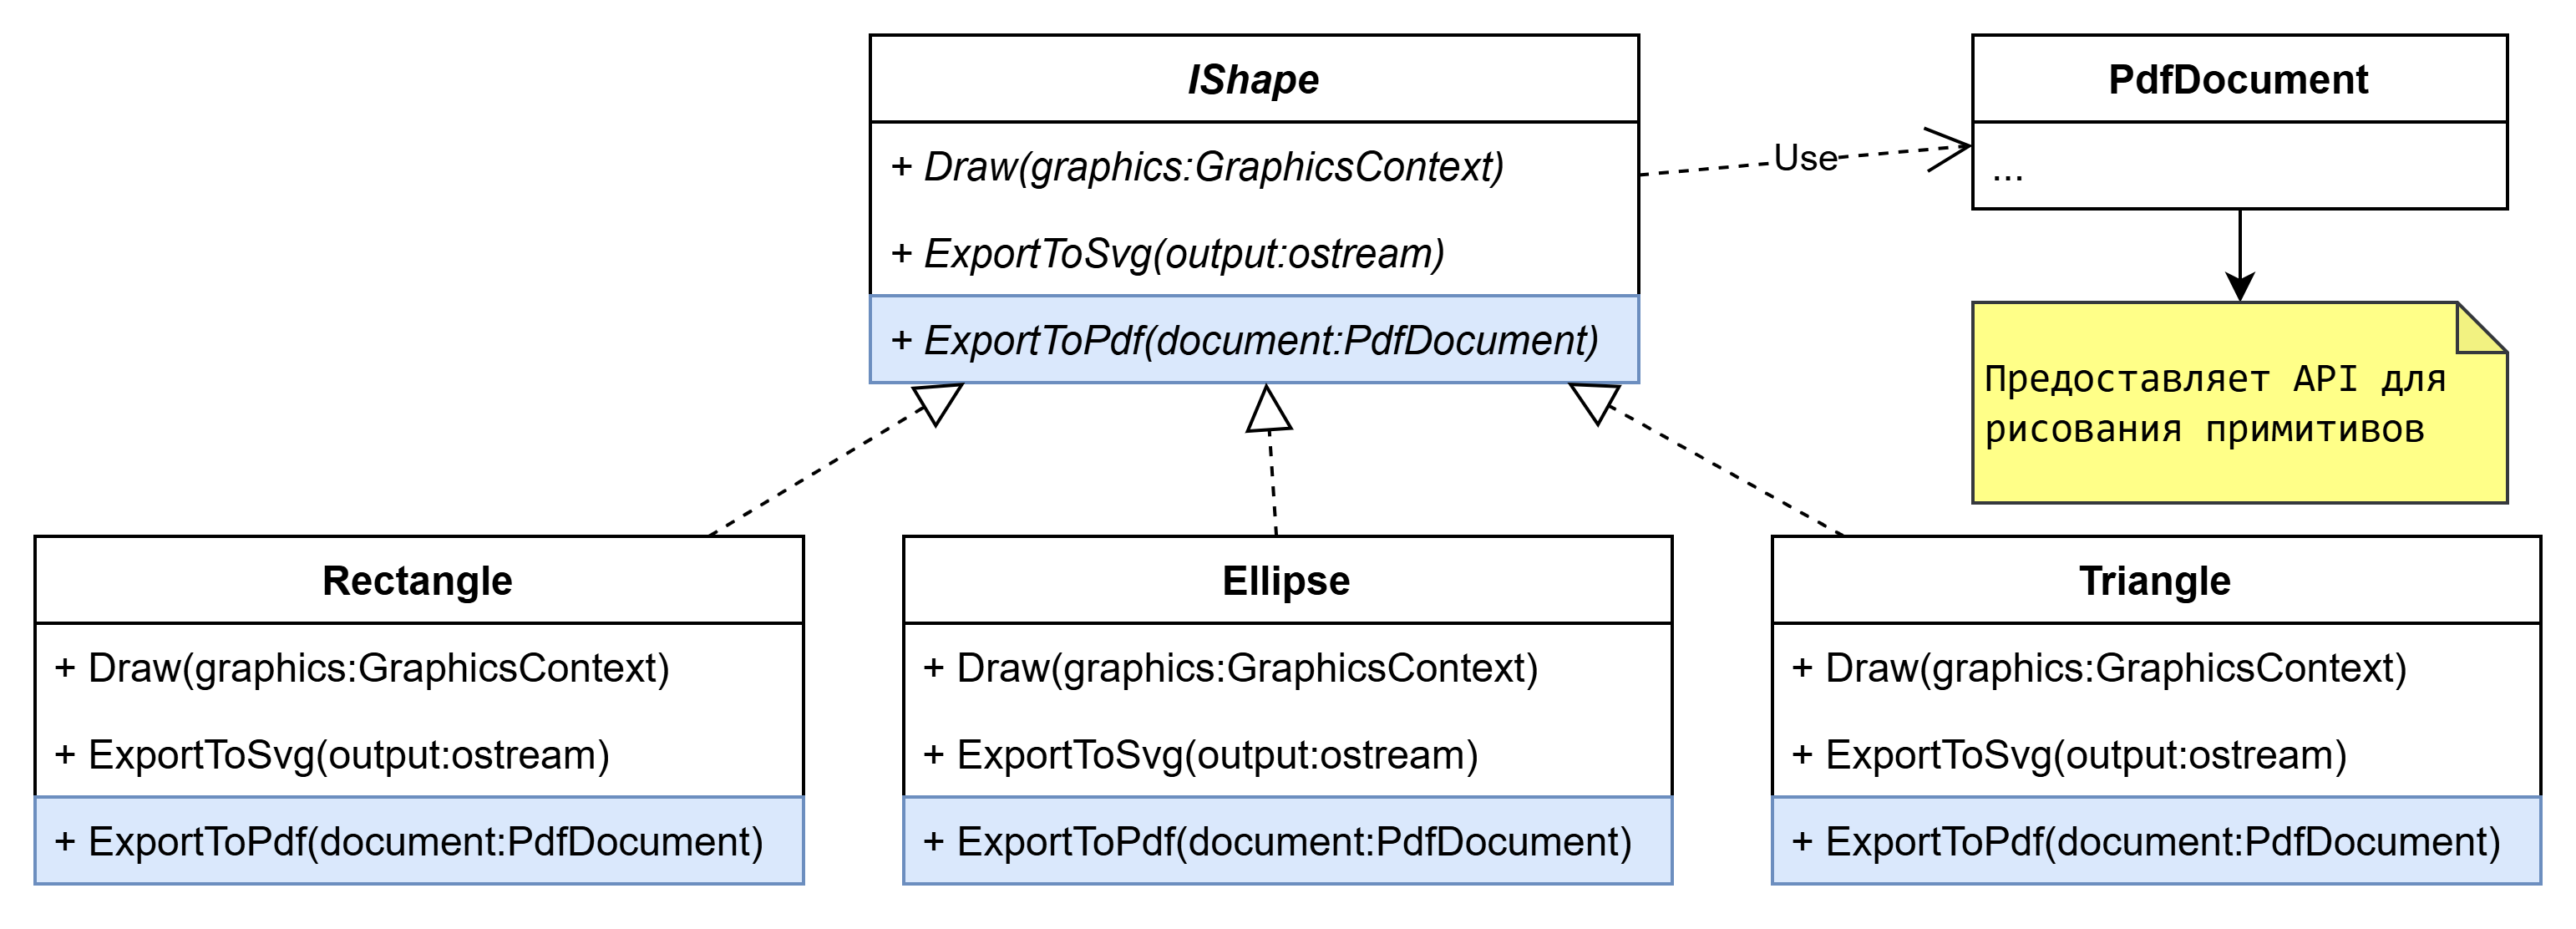 IShape
+ Draw(graphics:GraphicsContext)
+ ExportToSvg(output:ostream)
+ ExportToPdf(document:PdfDocument)
Use
PdfDocument
...
Предоставляет API для
рисования примитивов
Rectangle
+ Draw(graphics:GraphicsContext)
+ ExportToSvg(output:ostream)
+ ExportToPdf(document:PdfDocument)
Ellipse
+ Draw(graphics:GraphicsContext)
+ ExportToSvg(output:ostream)
+ ExportToPdf(document:PdfDocument)
Triangle
+ Draw(graphics:GraphicsContext)
+ ExportToSvg(output:ostream)
+ ExportToPdf(document:PdfDocument)